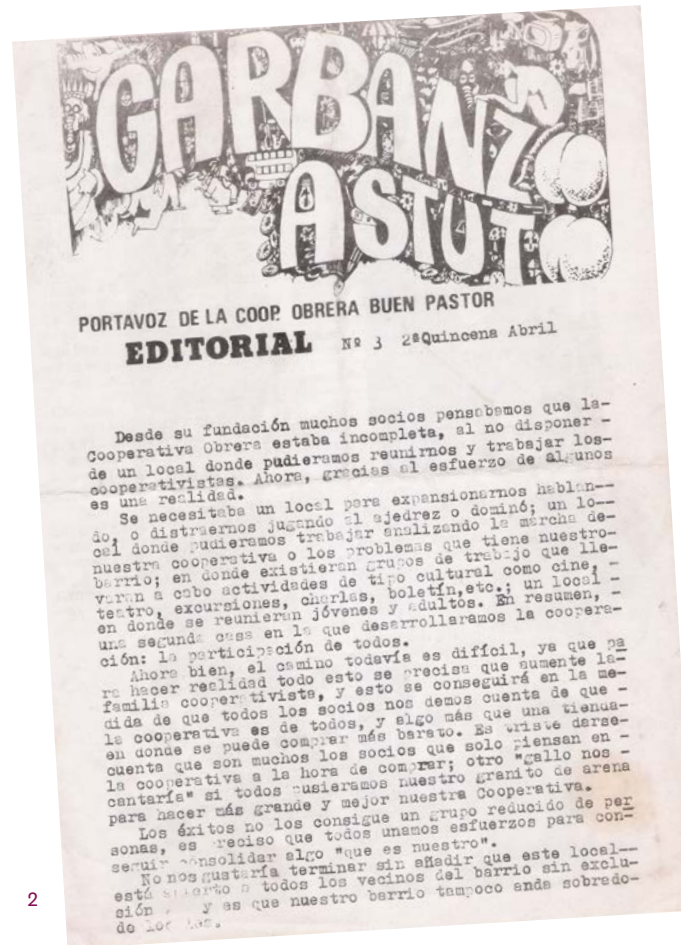 GARBANZO
ASTUTO
PORTAVOZ DE LA COOP. OBRERA BUEN PASTOR
EDITORIAL Nº 3 2ªQuincena Abril
Desde su fundación muchos socios pensabamos que la-
Cooperativa Obrera estaba incompleta, al no disponer -
de un local donde pudieramos reunirnos y trabajar los-
cooperativistas. Ahora, gracias al esfuerzo de algunos
es una realidad.
Se necesitaba un local para expansionarnos hablan--
do, o distraernos jugando al ajedrez o dominó; un lo--
cal donde pudieramos trabajar analizando la marcha de-
nuestra cooperativa o los problemas que tiene nuestro-
barrio; en donde existieran grupos de trabajo que lle-
varan a cabo actividades de tipo cultural como cine, -
teatro, excursiones, charlas, boletín,etc.; un local -
en donde se reunieran jóvenes y adultos. En resumen, -
una segunda casa en la que desarrollaramos la coopera-
ción: la participación de todos.
Ahora bien, el camino todavía es difícil, ya que pa
ra hacer realidad todo esto se precisa que aumente la-
familia cooperativista, y esto se conseguirá en la me-
dida de que todos los socios nos demos cuenta de que -
la cooperativa es de todos, y algo más que una tienua-
en donde se puede comprar más barato. Es triste darse-
cuenta que son muchos los socios que solo piensan en -
la cooperativa a la hora de comprar; otro "gallo nos -
cantaría" si todos pusieramos nuestro granito de arena
para hacer más grande y mejor nuestra Cooperativa.
Los éxitos no los consigue un grupo reducido de per
sonas, es preciso que todos unamos esfuerzos para con-
seguir consolidar algo "que es nuestro".
No nos gustaría terminar sin añadir que este local--
está abierto a todos los vecinos del barrio sin exclu-
sión y es que nuestro barrio tampoco anda sobrado-
de
2